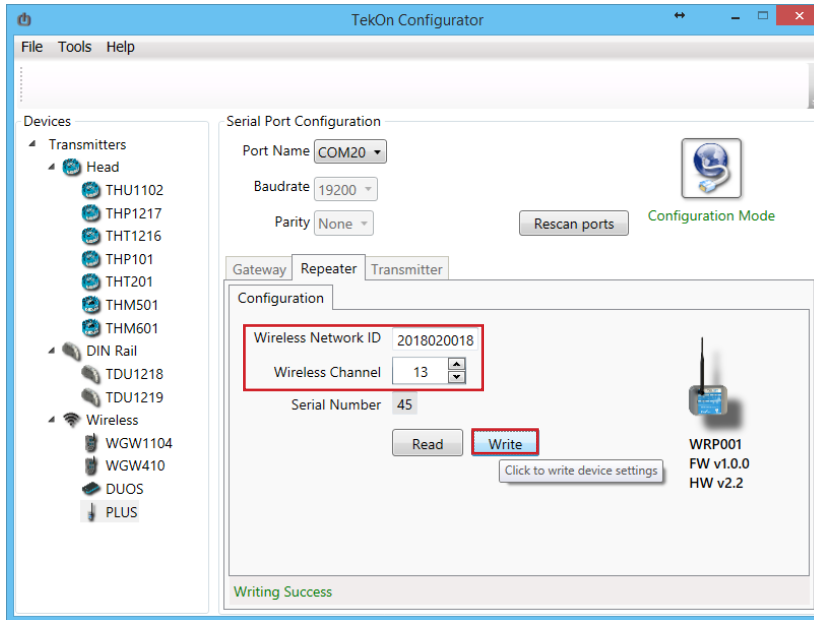 TekOn Configurator
File Tools Help
Devices
Transmitters
Head
THU1102
THP1217
THT1216
THP101
THT201
THM501
THM601
DIN Rail
TDU1218
TDU1219
Wireless
WGW1104
WGW410
DUOS
PLUS
Serial Port Configuration
Port Name COM20
Baudrate 19200
Parity None
Rescan ports
Configuration Mode
Gateway Repeater Transmitter
Configuration
Wireless Network ID 2018020018
Wireless Channel 13
Serial Number 45
Read Write
Click to write device settings
WRP001
FW v1.0.0
HW v2.2
Writing Success